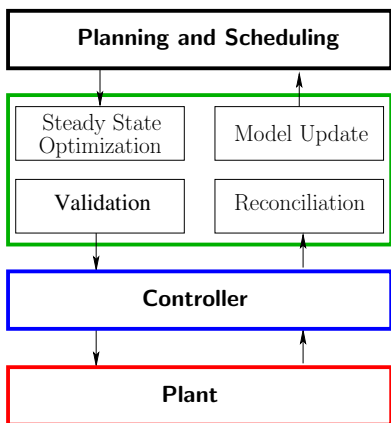 Planning and Scheduling
Steady State
Optimization
Model Update
Validation
Reconciliation
Controller
Plant